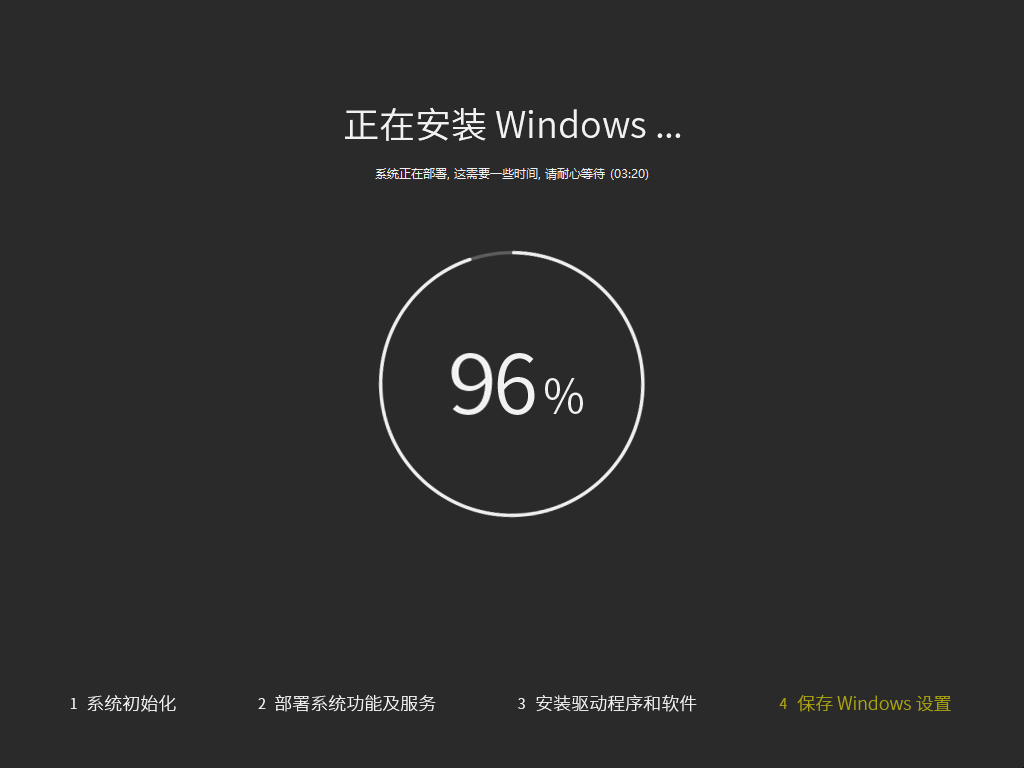 正在安装 Windows ...
系统正在部署, 这需要一些时间, 请耐心等待 (03:20)
96%
1 系统初始化
2 部署系统功能及服务
3 安装驱动程序和软件
4 保存 Windows 设置